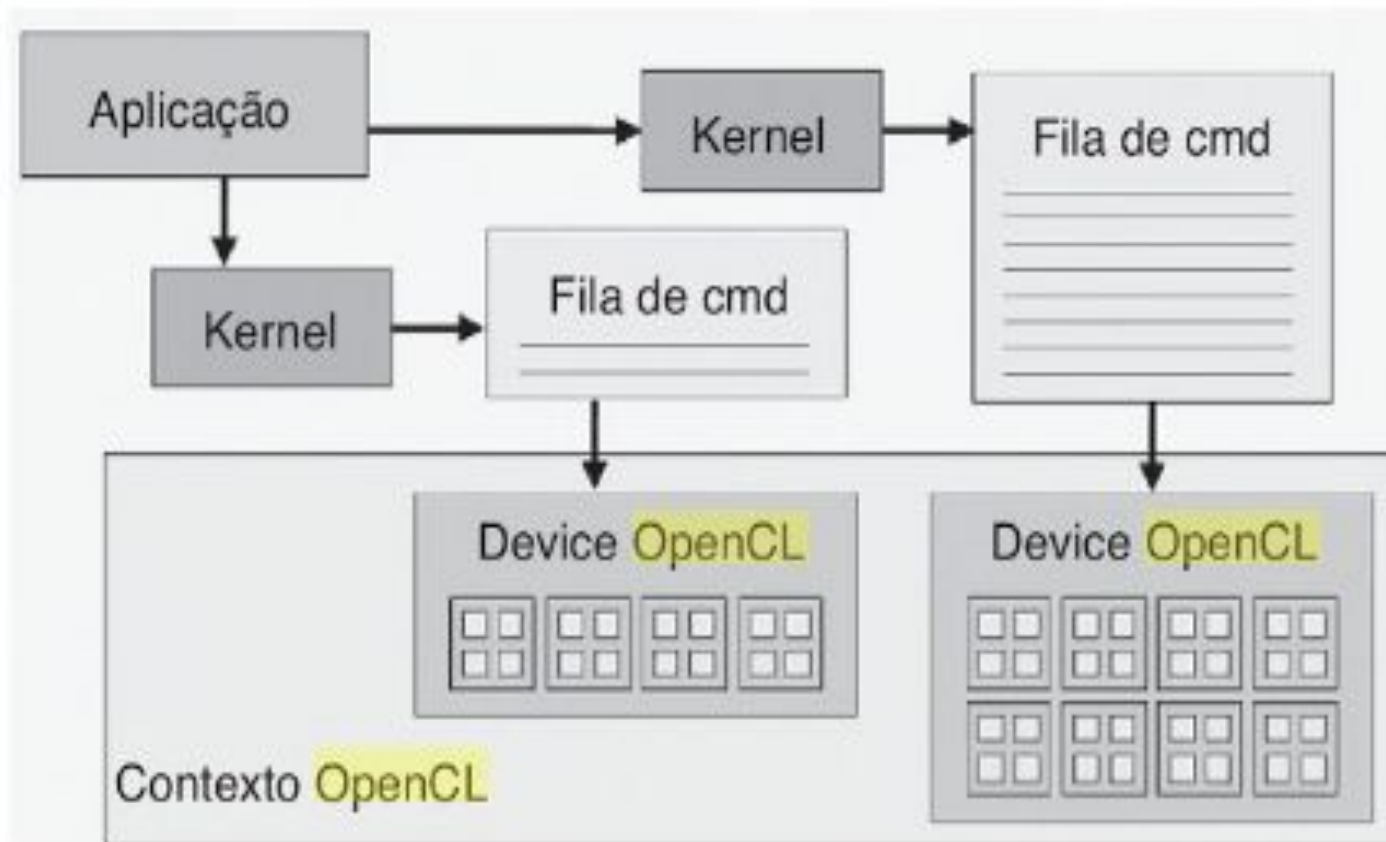 Aplicação
Kernel
Fila de cmd
Kernel
Fila de cmd
Device OpenCL
Device OpenCL
Contexto OpenCL